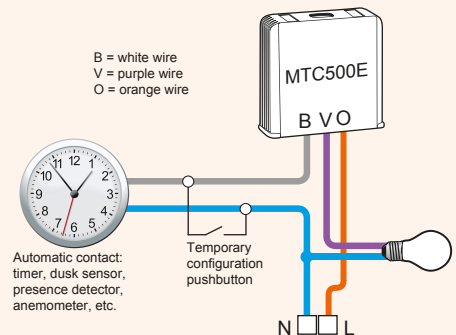 B = white wire
V = purple wire
O = orange wire
MTC500E
B V O
11 12 1
10 2
9 3
8 4
7 6 5
Automatic contact:
timer, dusk sensor,
presence detector,
anemometer, etc.
Temporary
configuration
pushbutton
N L